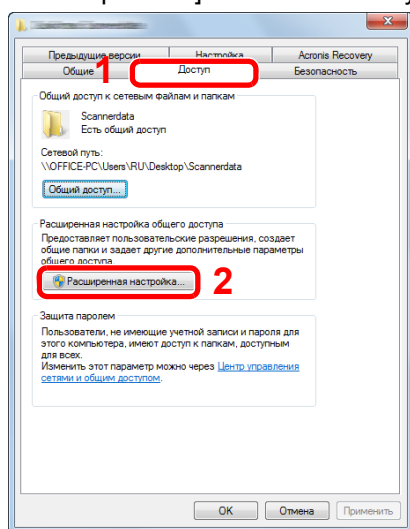 Предыдущие версии Настройка Acronis Recovery
Общие 1 Доступ Безопасность
Общий доступ к сетевым файлам и папкам
Scannerdata
Есть общий доступ
Сетевой путь:
\\OFFICE-PC\Users\RU\Desktop\Scannerdata
Общий доступ...
Расширенная настройка общего доступа
Предоставляет пользовательские разрешения, создает
общие папки и задает другие дополнительные параметры
общего доступа.
Расширенная настройка... 2
Защита паролем
Пользователи, не имеющие учетной записи и пароля для
этого компьютера, имеют доступ к папкам, доступным
для всех.
Изменить этот параметр можно через Центр управления
сетями и общим доступом.
OK Отмена Применить